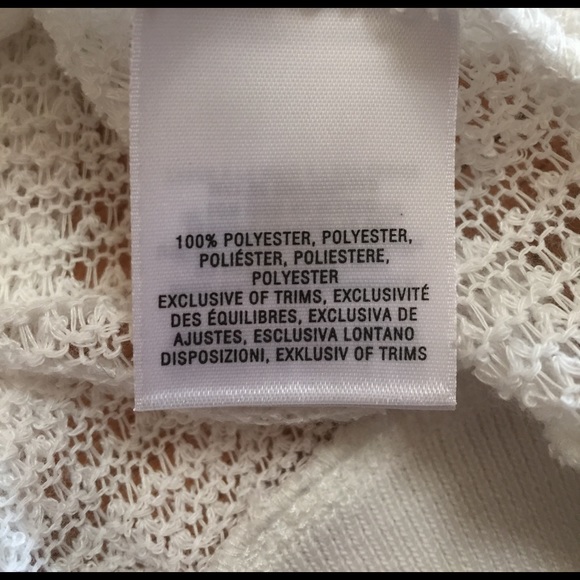 100% POLYESTER, POLYESTER,
POLIÉSTER, POLIESTERE,
POLYESTER
EXCLUSIVE OF TRIMS, EXCLUSIVITÉ
DES ÉQUILIBRES, EXCLUSIVA DE
AJUSTES, ESCLUSIVA LONTANO
DISPOSIZIONI, EXKLUSIV OF TRIMS